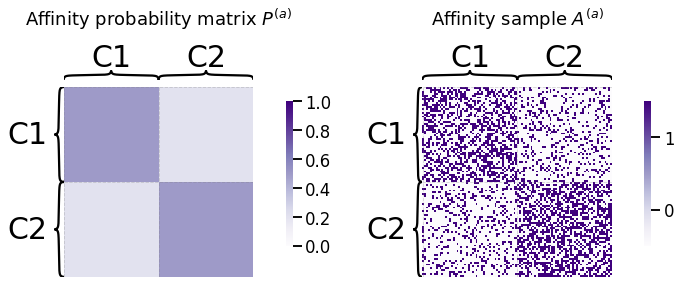 Affinity probability matrix P^(a)
C1 C2
C1
C2
1.0
0.8
0.6
0.4
0.2
0.0
Affinity sample A^(a)
C1 C2
C1
C2
1
0